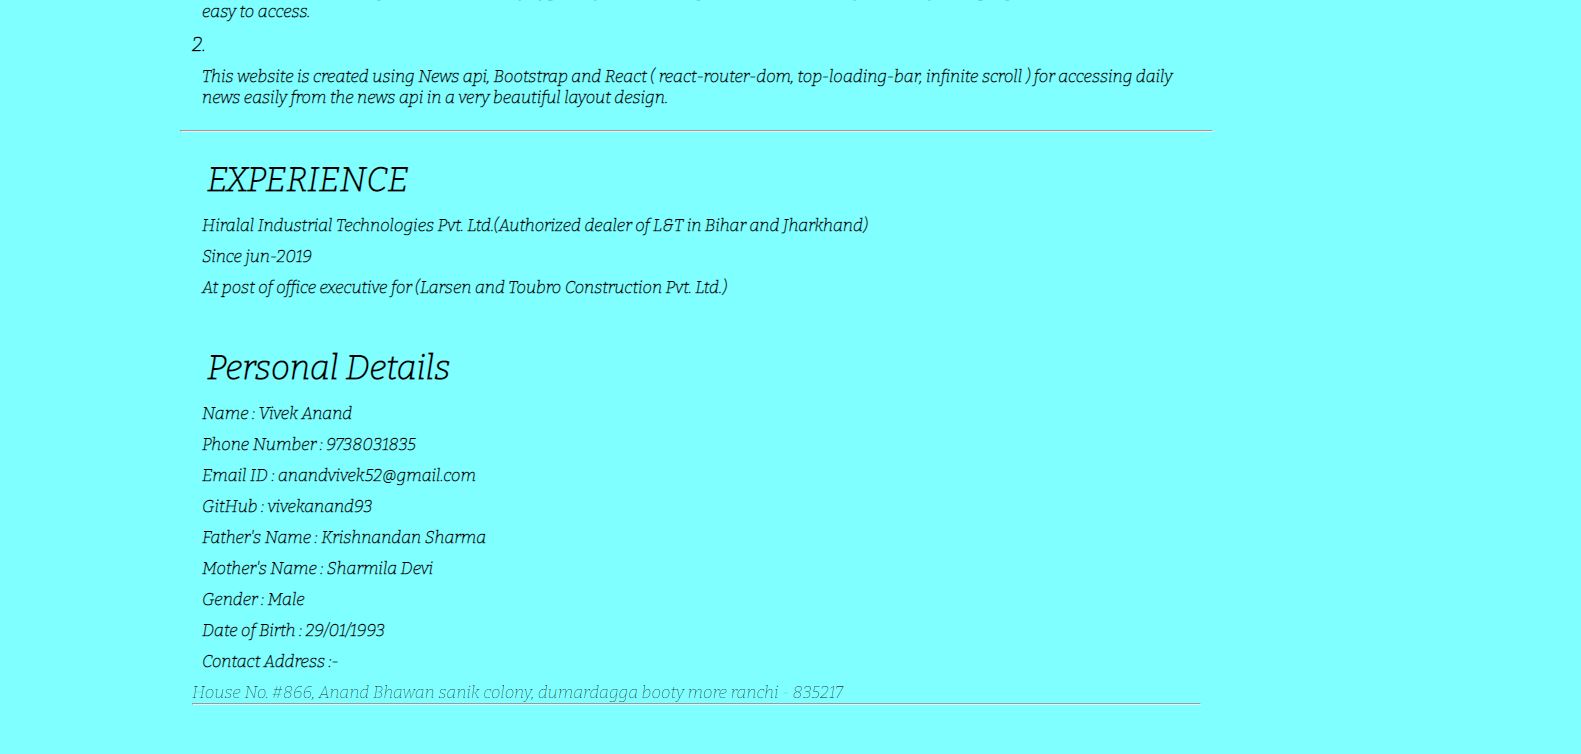 easy to access.
2.
This website is created using News api, Bootstrap and React ( react-router-dom, top-loading-bar, infinite scroll ) for accessing daily
news easily from the news api in a very beautiful layout design.
EXPERIENCE
Hiralal Industrial Technologies Pvt. Ltd.(Authorized dealer of L&T in Bihar and Jharkhand)
Since jun-2019
At post of office executive for (Larsen and Toubro Construction Pvt. Ltd.)
Personal Details
Name : Vivek Anand
Phone Number : 9738031835
Email ID : anandvivek52@gmail.com
GitHub : vivekanand93
Father's Name : Krishnandan Sharma
Mother's Name : Sharmila Devi
Gender : Male
Date of Birth : 29/01/1993
Contact Address :-
House No. #866, Anand Bhawan sanik colony, dumardagga booty more ranchi - 835217